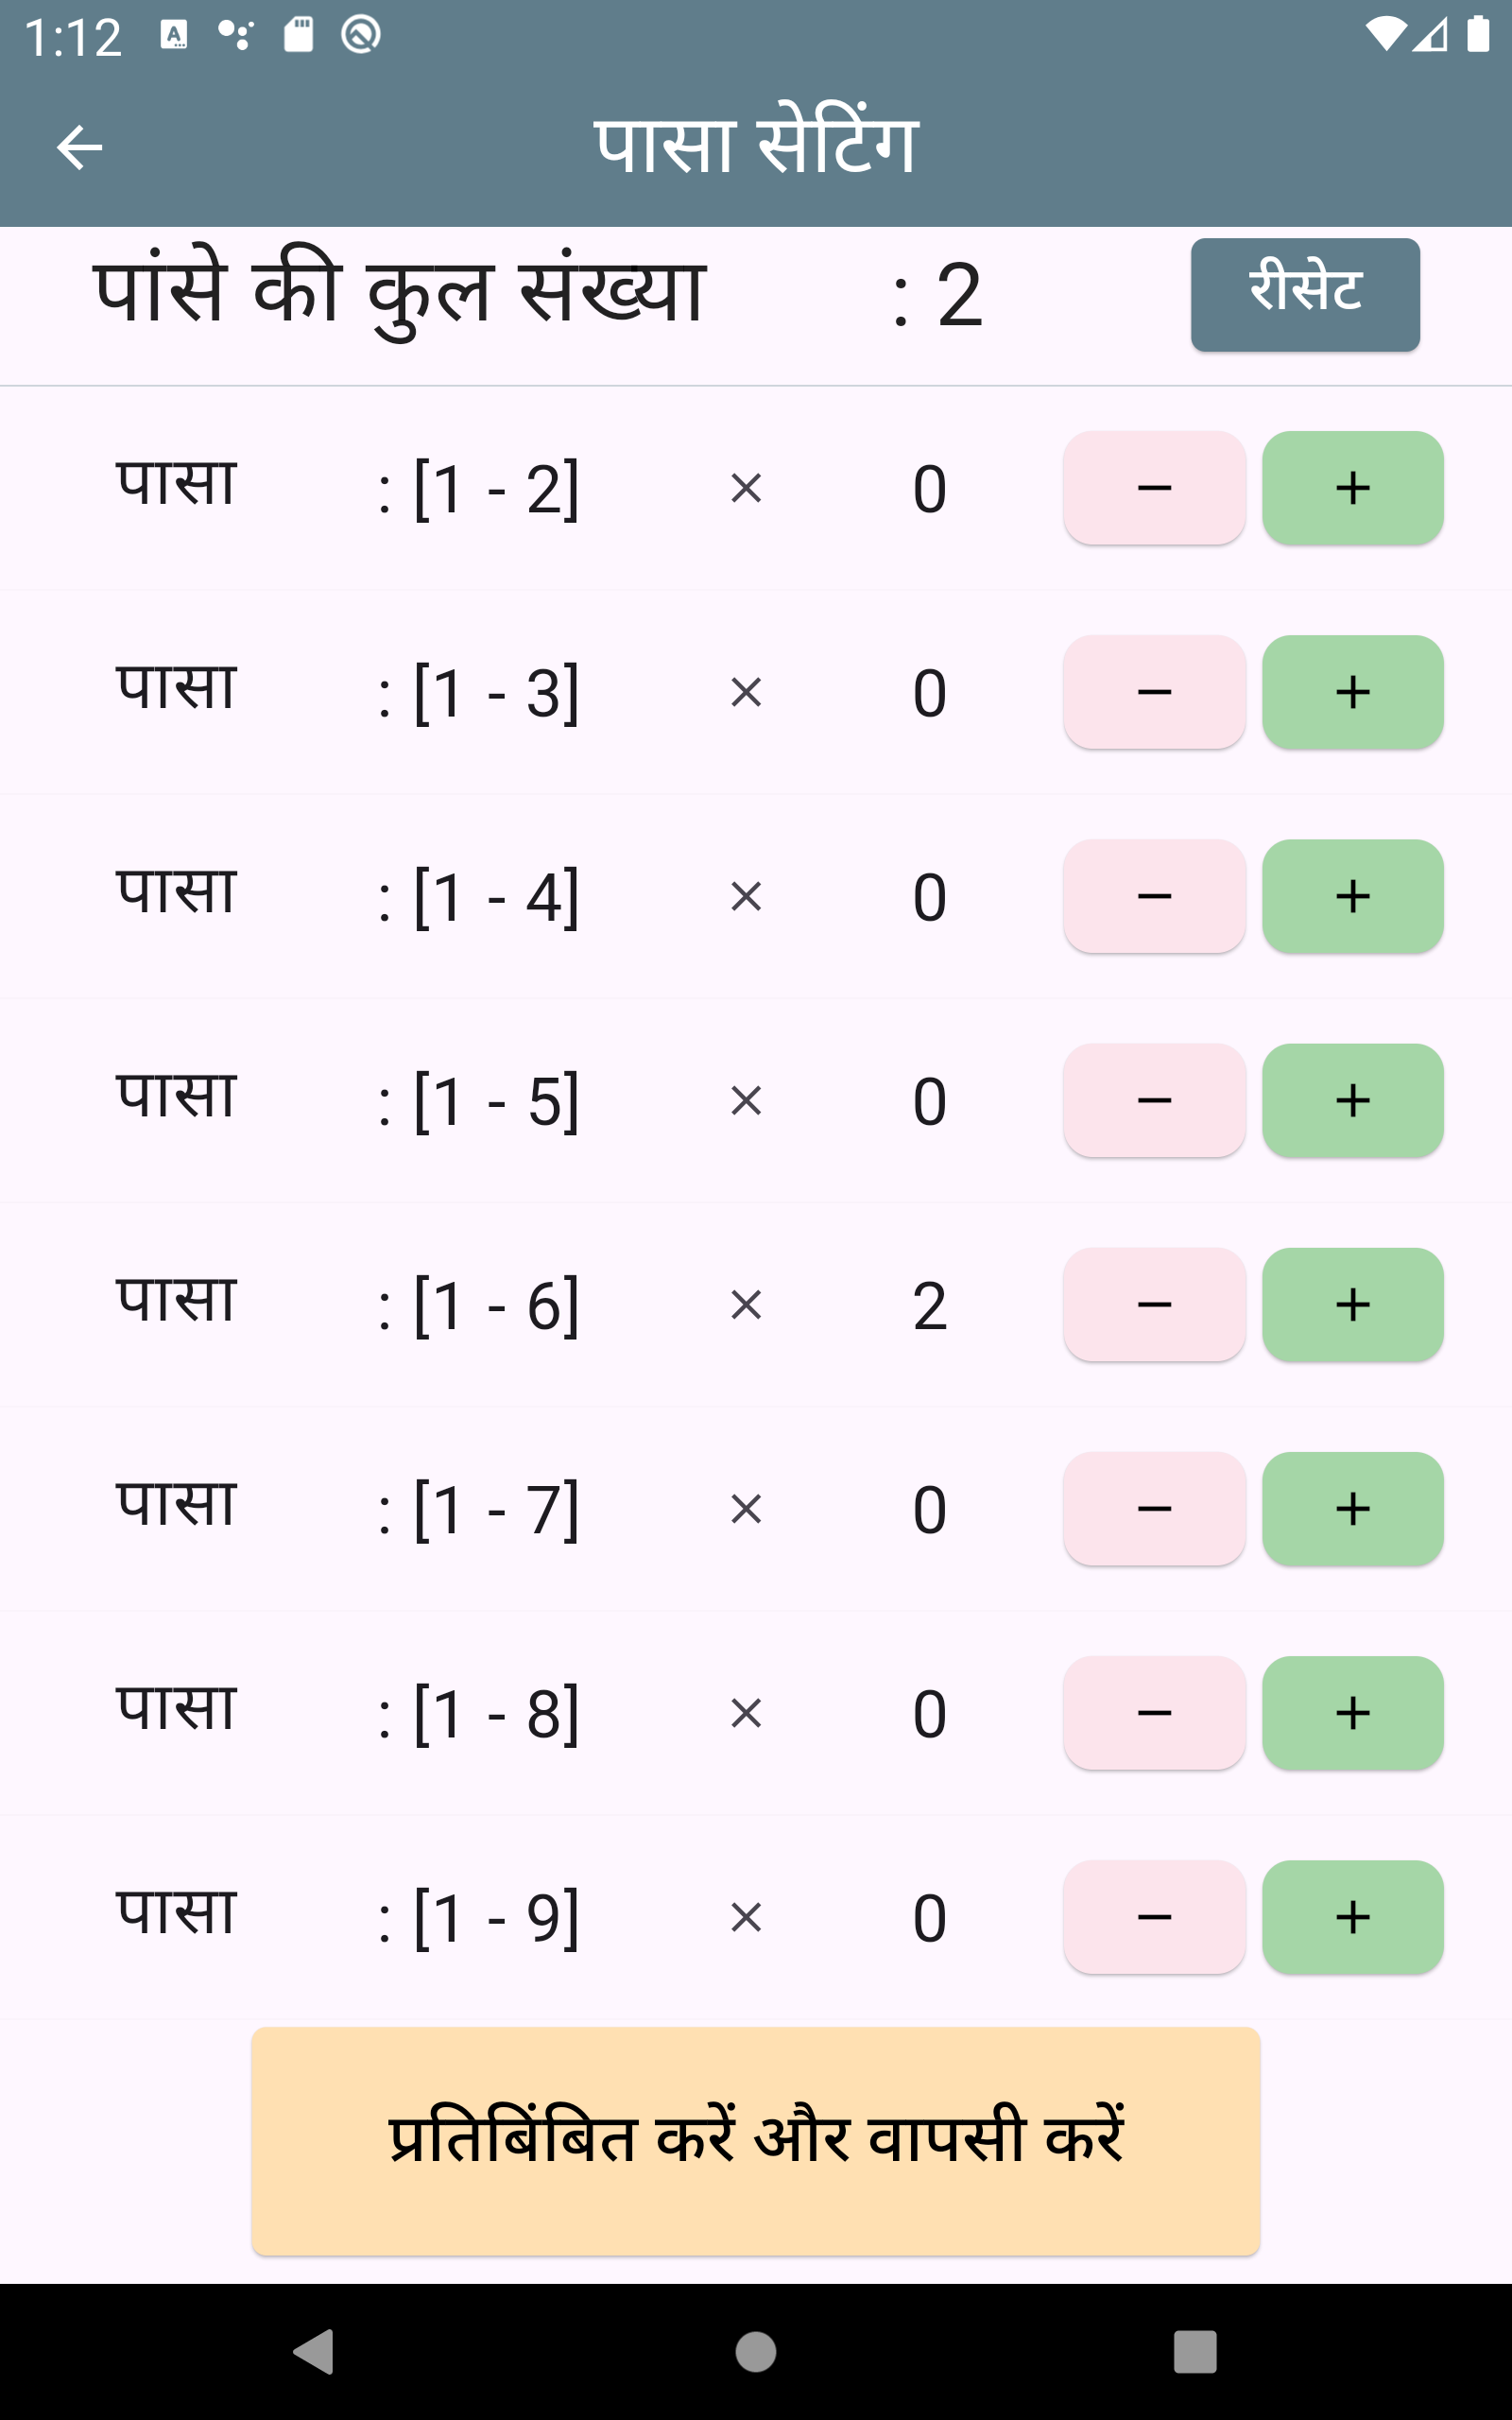 1:12
पासा सेटिंग
पांसे की कुल संख्या : 2 रीसेट
पासा : [1 - 2] × 0 − +
पासा : [1 - 3] × 0 − +
पासा : [1 - 4] × 0 − +
पासा : [1 - 5] × 0 − +
पासा : [1 - 6] × 2 − +
पासा : [1 - 7] × 0 − +
पासा : [1 - 8] × 0 − +
पासा : [1 - 9] × 0 − +
प्रतिबिंबित करें और वापसी करें